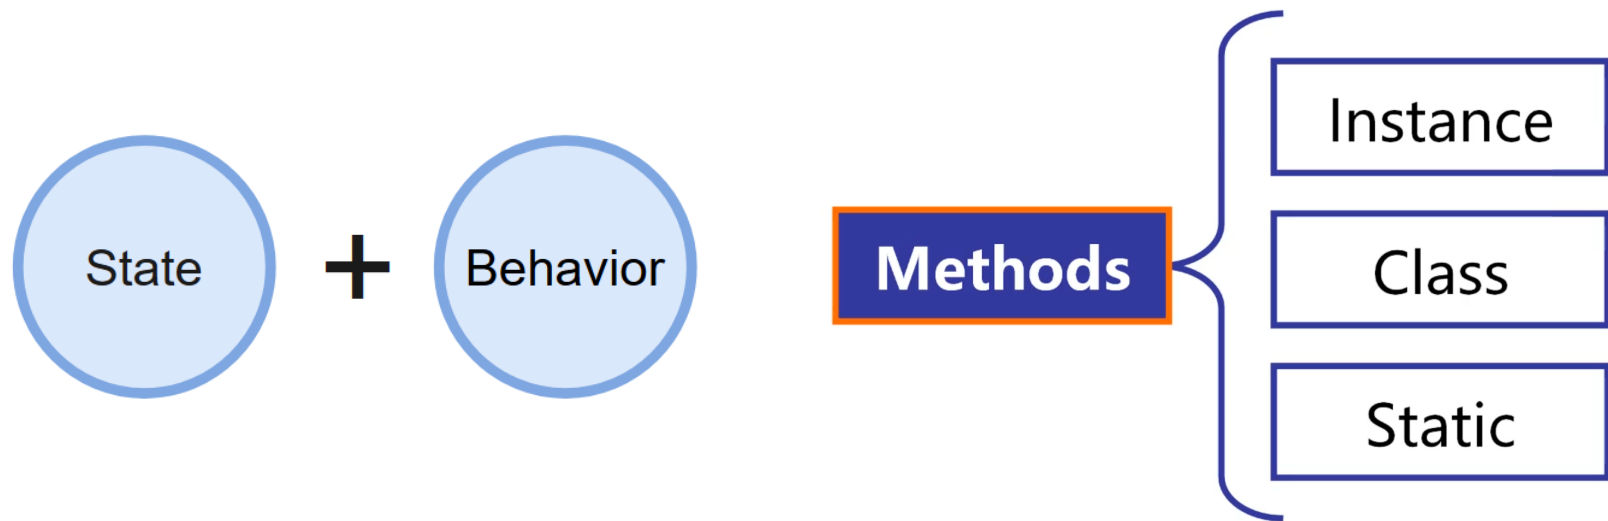 State
+
Behavior
Methods
Instance
Class
Static